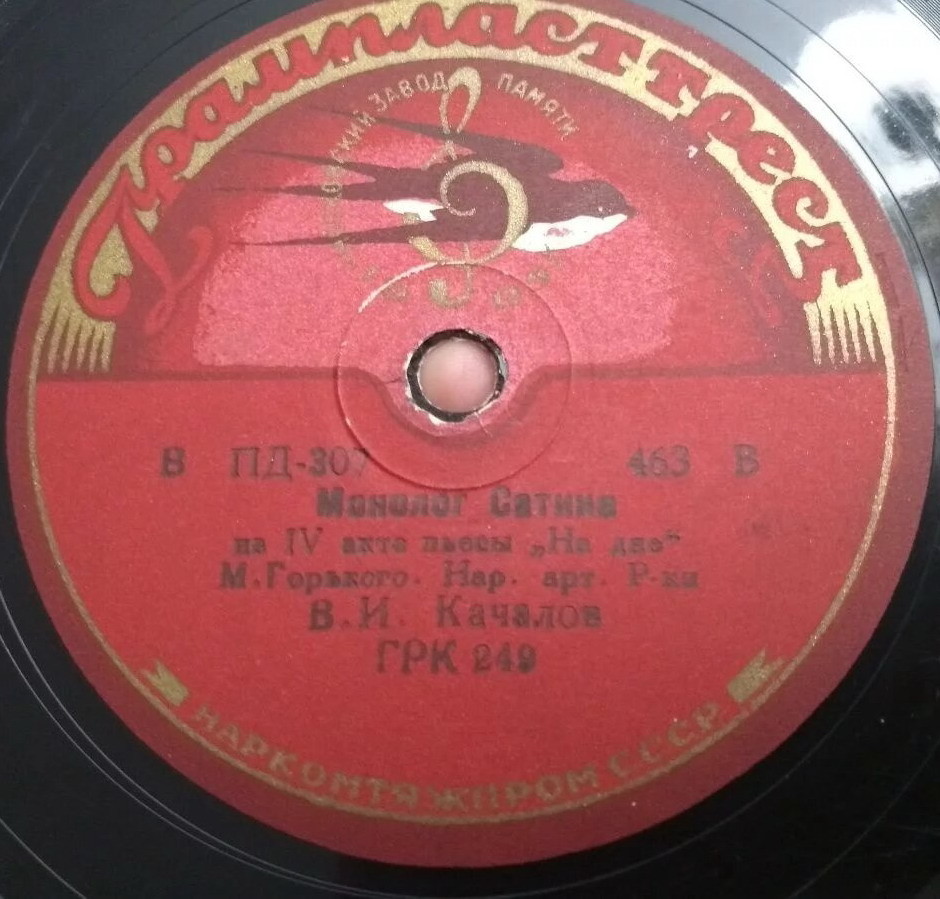 Грампласттрест
ЗАВОД ПАМЯТИ
В ПД-307 463 В
Монолог Сатина
из IV акта пьесы „На дне“
М. Горького. Нар. арт. Р-ки
В. И. Качалов
ГРК 249
НАРКОМТЯЖПРОМ СССР